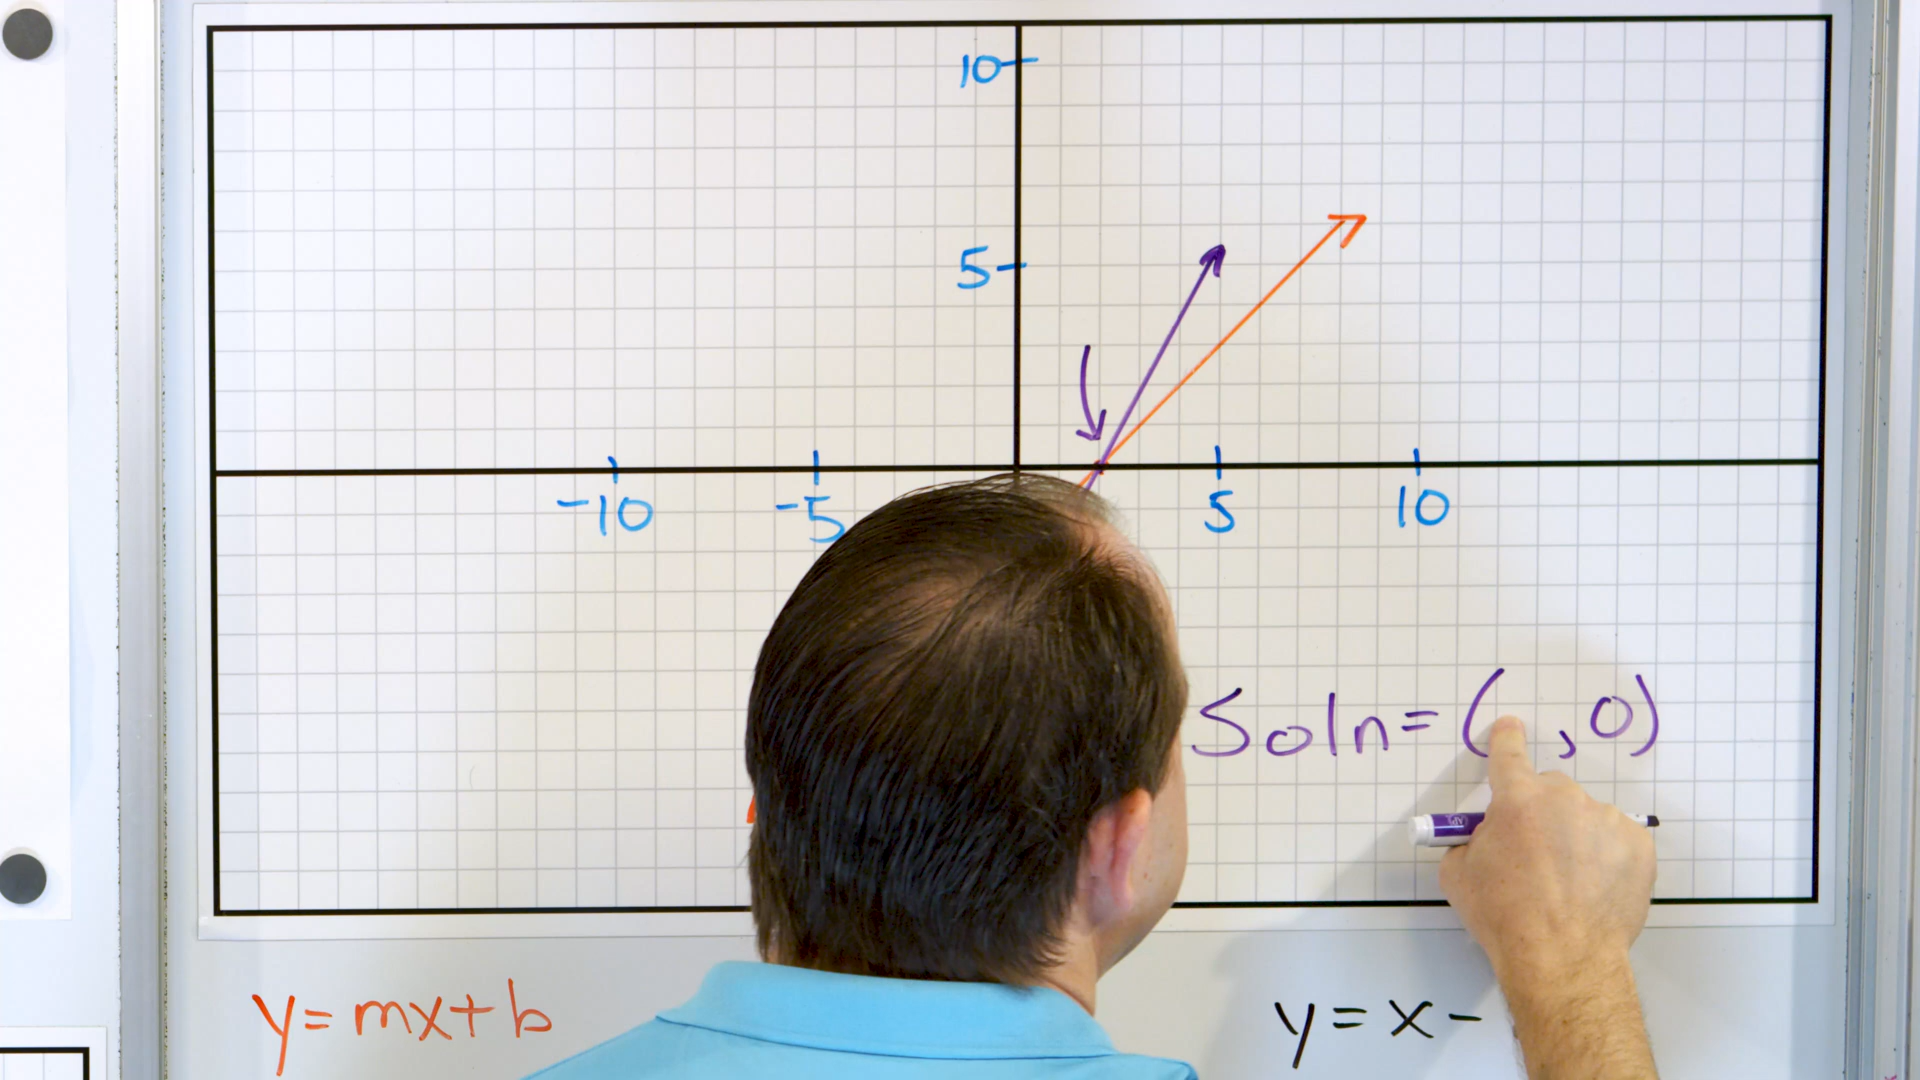 10
5
-10 -5 5 10
Soln = ( , 0)
y = mx + b y = x -